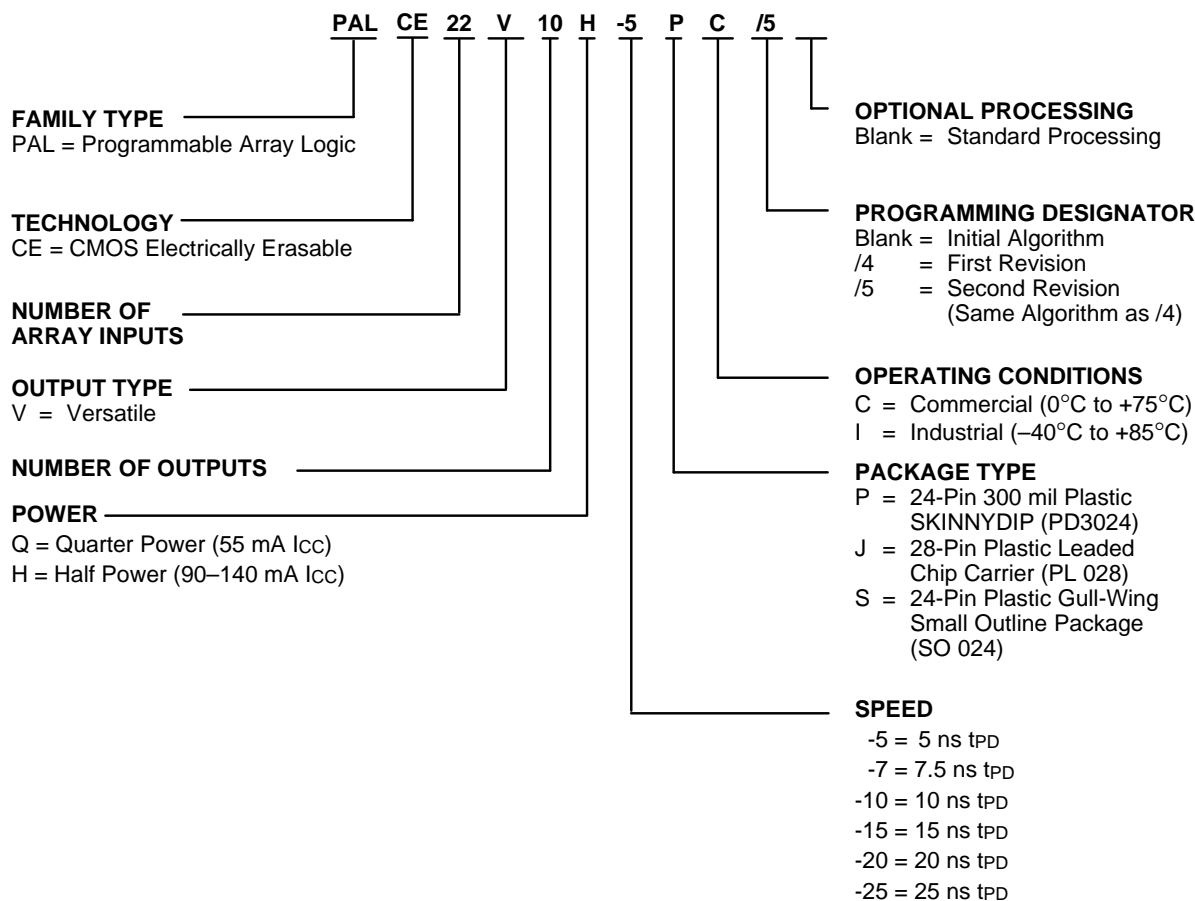 PAL CE 22 V 10 H -5 P C /5
FAMILY TYPE
PAL = Programmable Array Logic
TECHNOLOGY
CE = CMOS Electrically Erasable
NUMBER OF
ARRAY INPUTS
OUTPUT TYPE
V = Versatile
NUMBER OF OUTPUTS
POWER
Q = Quarter Power (55 mA ICC)
H = Half Power (90–140 mA ICC)
OPTIONAL PROCESSING
Blank = Standard Processing
PROGRAMMING DESIGNATOR
Blank = Initial Algorithm
/4 = First Revision
/5 = Second Revision
(Same Algorithm as /4)
OPERATING CONDITIONS
C = Commercial (0°C to +75°C)
I = Industrial (–40°C to +85°C)
PACKAGE TYPE
P = 24-Pin 300 mil Plastic
SKINNYDIP (PD3024)
J = 28-Pin Plastic Leaded
Chip Carrier (PL 028)
S = 24-Pin Plastic Gull-Wing
Small Outline Package
(SO 024)
SPEED
-5 = 5 ns tPD
-7 = 7.5 ns tPD
-10 = 10 ns tPD
-15 = 15 ns tPD
-20 = 20 ns tPD
-25 = 25 ns tPD